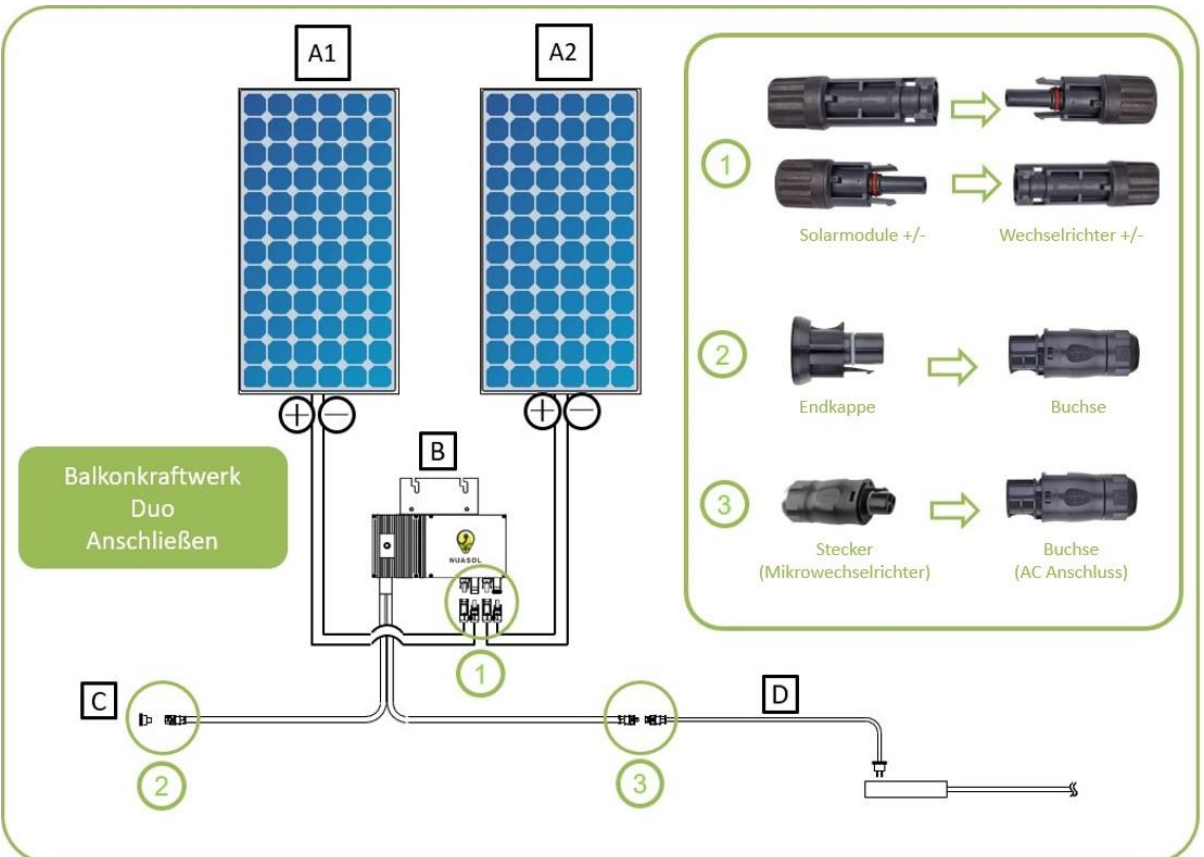 A1
A2
1
Solarmodule +/-
Wechselrichter +/-
2
Endkappe
Buchse
3
Stecker
(Mikrowechselrichter)
Buchse
(AC Anschluss)
+
−
+
−
B
Balkonkraftwerk
Duo
Anschließen
NUASOL
1
C
2
3
D